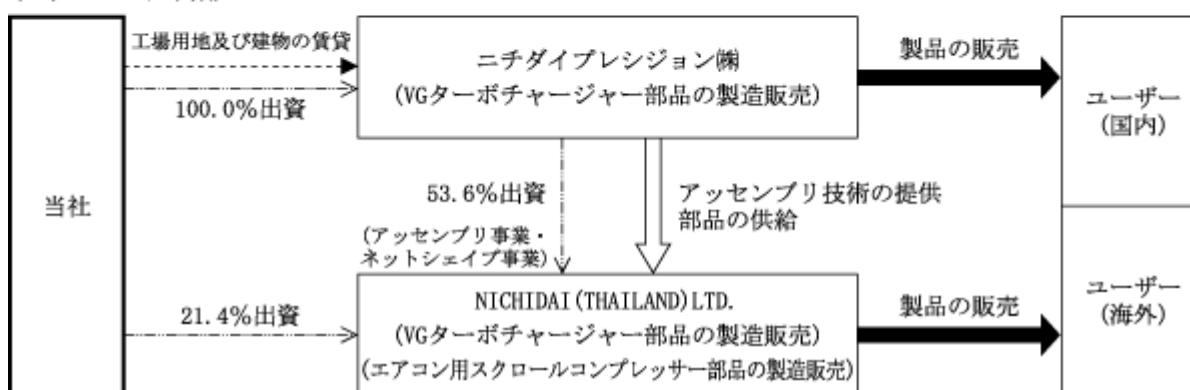 工場用地及び建物の賃貸
ニチダイプレシジョン㈱
(VGターボチャージャー部品の製造販売)
製品の販売
100.0%出資
ユーザー
(国内)
当社
53.6%出資
アッセンブリ技術の提供
部品の供給
(アッセンブリ事業・
ネットシェイプ事業)
21.4%出資
NICHIDAI(THAILAND)LTD.
(VGターボチャージャー部品の製造販売)
(エアコン用スクロールコンプレッサー部品の製造販売)
製品の販売
ユーザー
(海外)